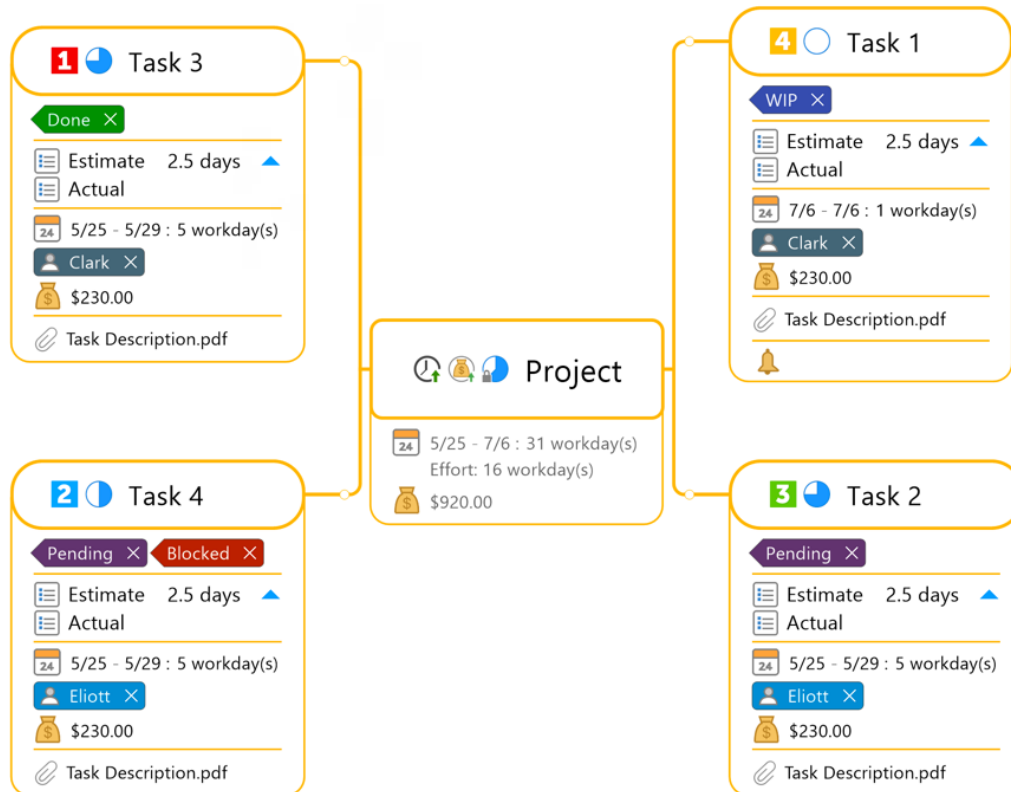 1 Task 3
Done ×
Estimate 2.5 days
Actual
24 5/25 - 5/29 : 5 workday(s)
Clark ×
$ $230.00
Task Description.pdf
4 Task 1
WIP ×
Estimate 2.5 days
Actual
24 7/6 - 7/6 : 1 workday(s)
Clark ×
$ $230.00
Task Description.pdf
$ Project
24 5/25 - 7/6 : 31 workday(s)
Effort: 16 workday(s)
$ $920.00
2 Task 4
Pending × Blocked ×
Estimate 2.5 days
Actual
24 5/25 - 5/29 : 5 workday(s)
Eliott ×
$ $230.00
Task Description.pdf
3 Task 2
Pending ×
Estimate 2.5 days
Actual
24 5/25 - 5/29 : 5 workday(s)
Eliott ×
$ $230.00
Task Description.pdf